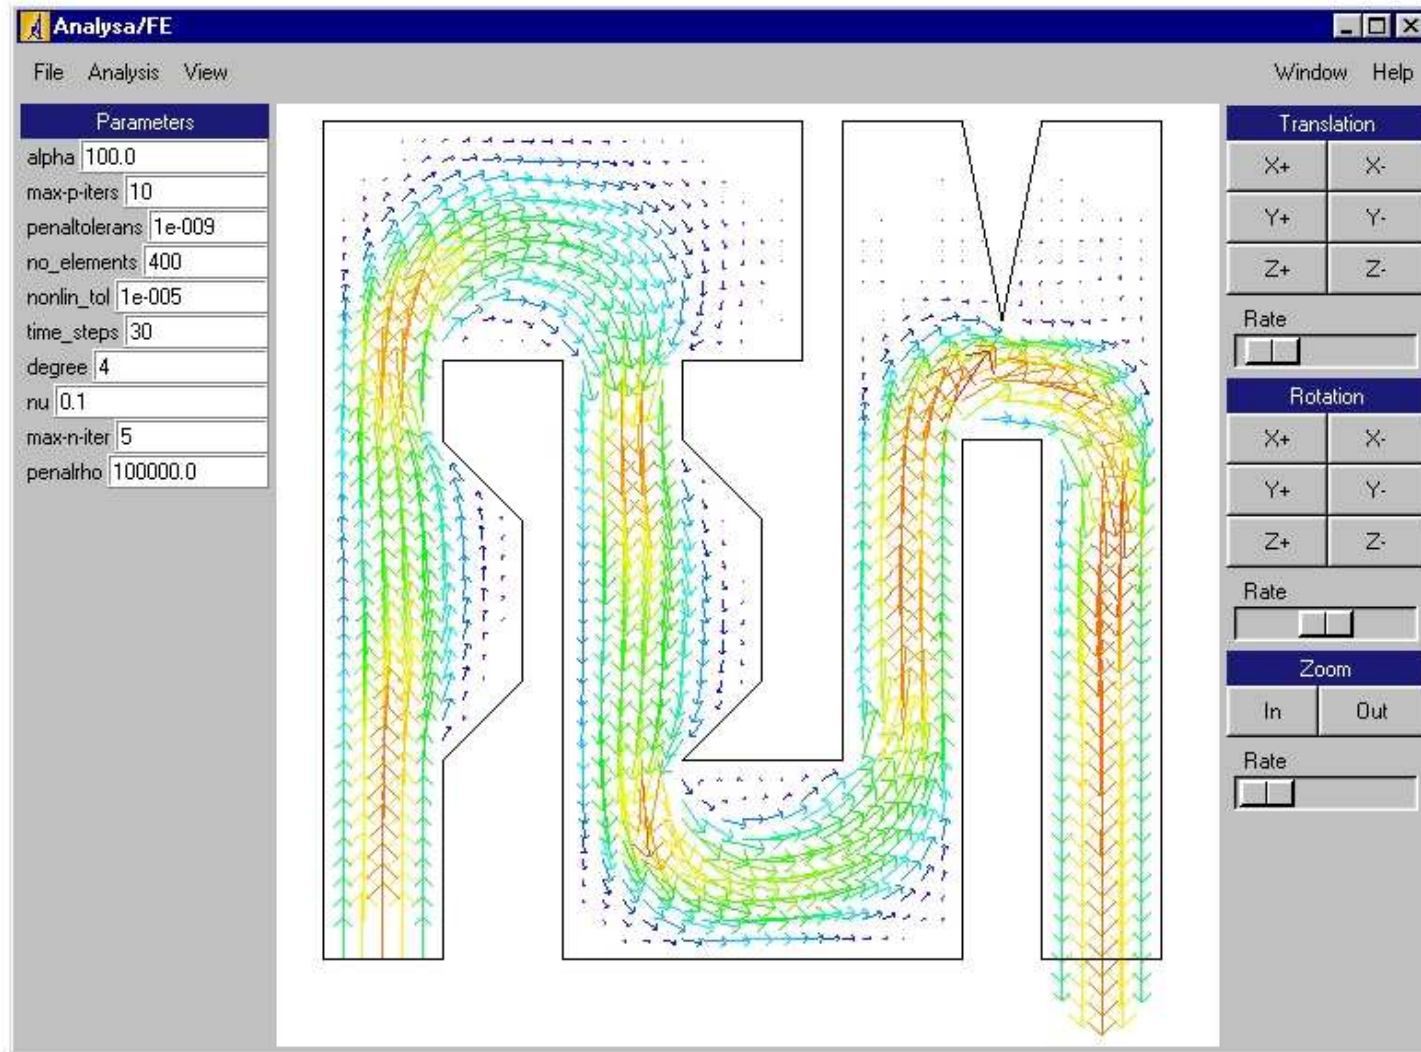 Analysa/FE
File Analysis View Window Help
Parameters
alpha 100.0
max-p-iters 10
penaltolerans 1e-009
no_elements 400
nonlin_tol 1e-005
time_steps 30
degree 4
nu 0.1
max-n-iter 5
penalrho 100000.0
Translation
X+ X-
Y+ Y-
Z+ Z-
Rate
Rotation
X+ X-
Y+ Y-
Z+ Z-
Rate
Zoom
In Out
Rate